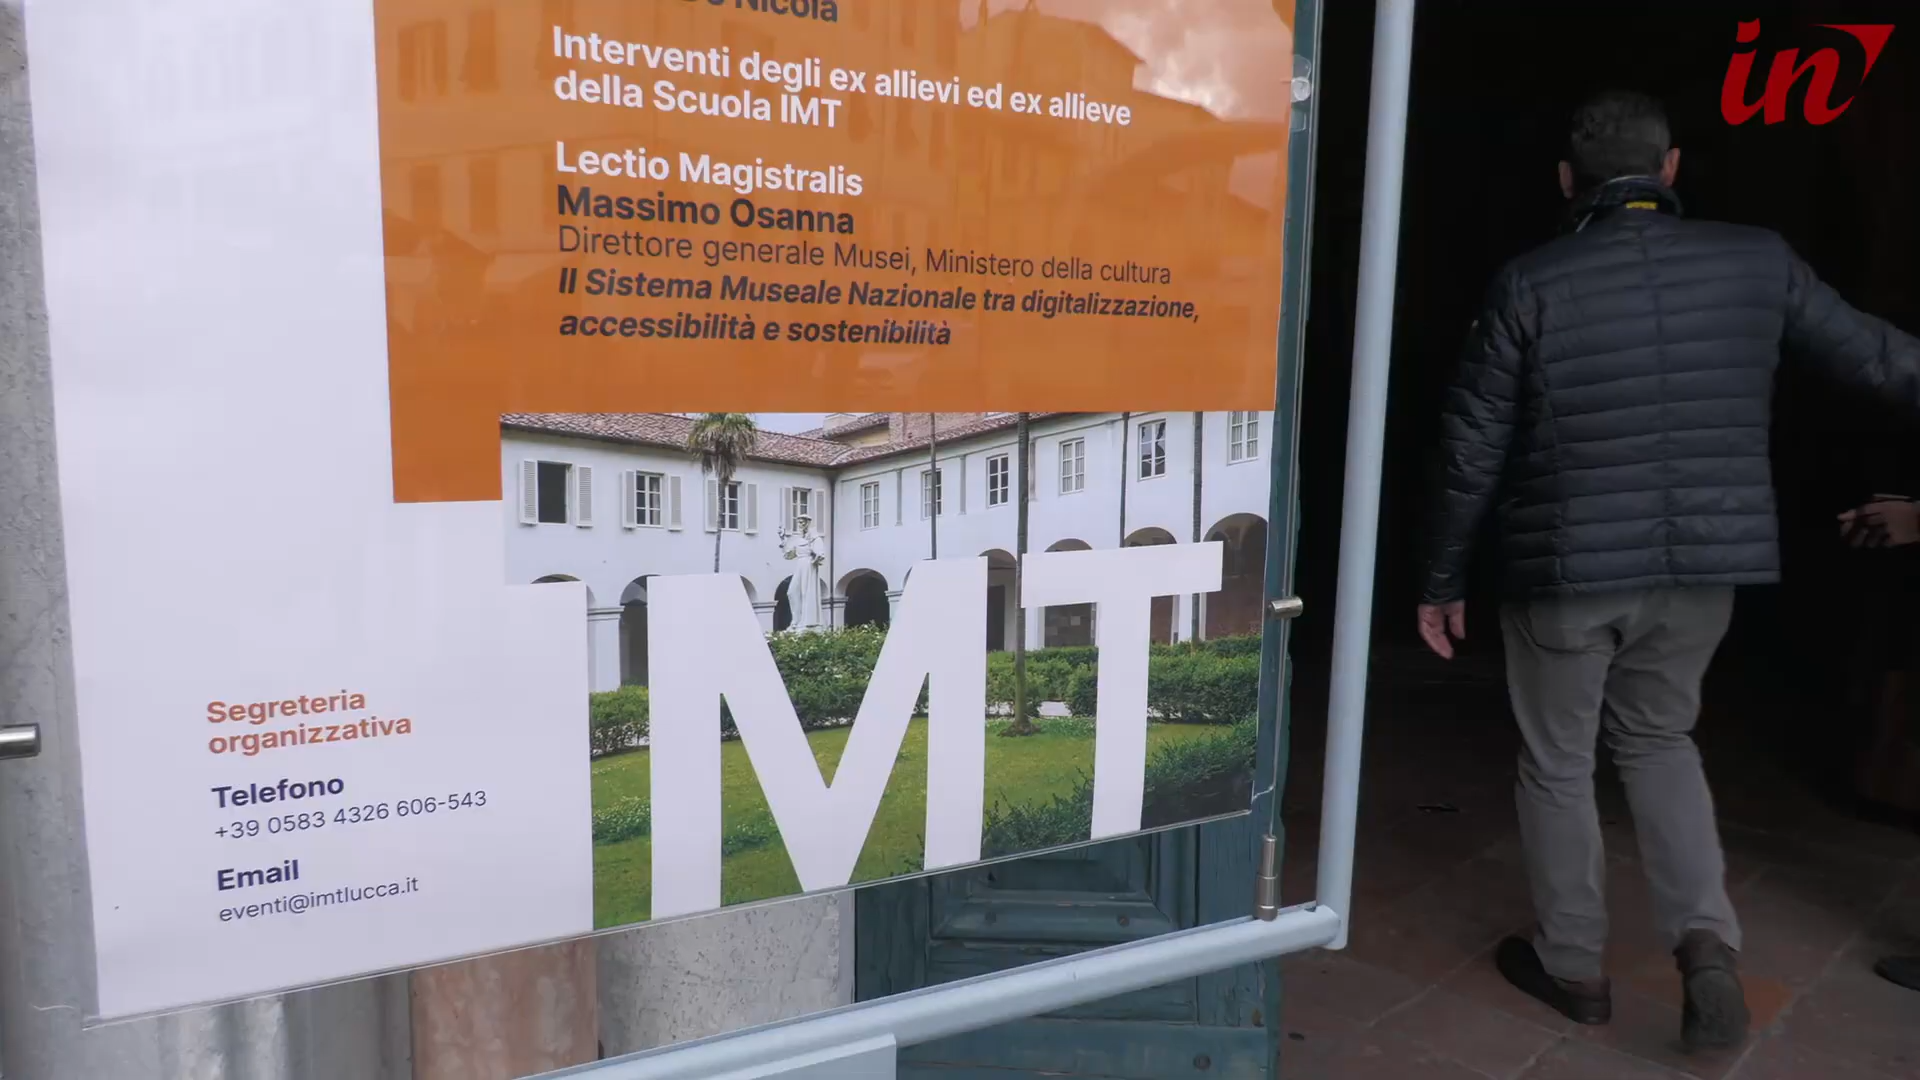 Nicola
Interventi degli ex allievi ed ex allieve
della Scuola IMT
Lectio Magistralis
Massimo Osanna
Direttore generale Musei, Ministero della cultura
Il Sistema Museale Nazionale tra digitalizzazione,
accessibilità e sostenibilità
IMT
Segreteria
organizzativa
Telefono
+39 0583 4326 606-543
Email
eventi@imtlucca.it
in